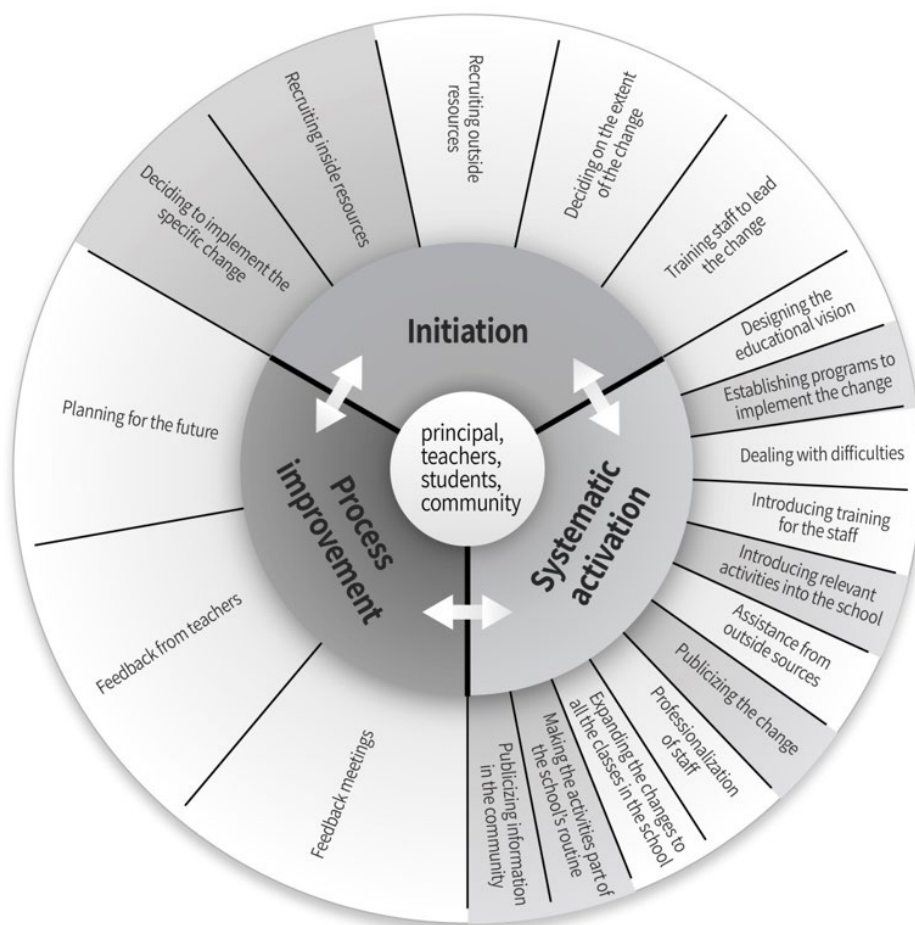 Initiation
Systematic
activation
Process
improvement
principal,
teachers,
students,
community
Deciding to implement the
specific change
Recruiting inside resources
Recruiting outside
resources
Deciding on the extent
of the change
Training staff to lead
the change
Designing the
educational vision
Establishing programs to
implement the change
Dealing with difficulties
Introducing training
for the staff
Introducing relevant
activities into the school
Assistance from
outside sources
Publicizing the change
Professionalization
of staff
Expanding the changes to
all the classes in the school
Making the activities part of
the school's routine
Publicizing information
in the community
Feedback meetings
Feedback from teachers
Planning for the future